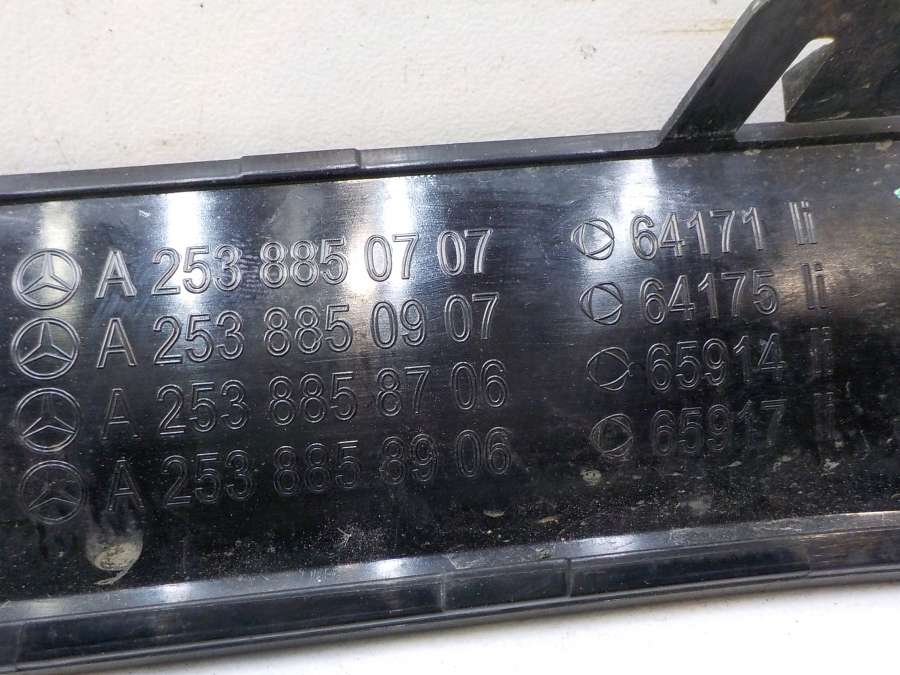 A 253 885 07 07 64171 li
A 253 885 09 07 64175 li
A 253 885 87 06 65914 li
A 253 885 89 06 65917 li